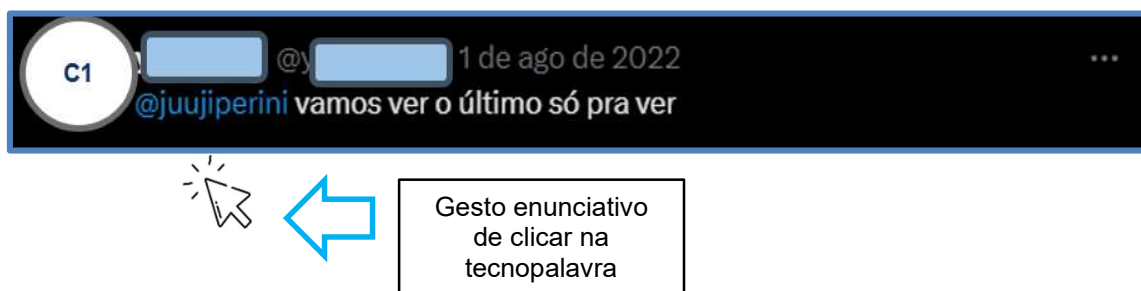 C1
@y 1 de ago de 2022
@juujiperini vamos ver o último só pra ver
Gesto enunciativo
de clicar na
tecnopalavra